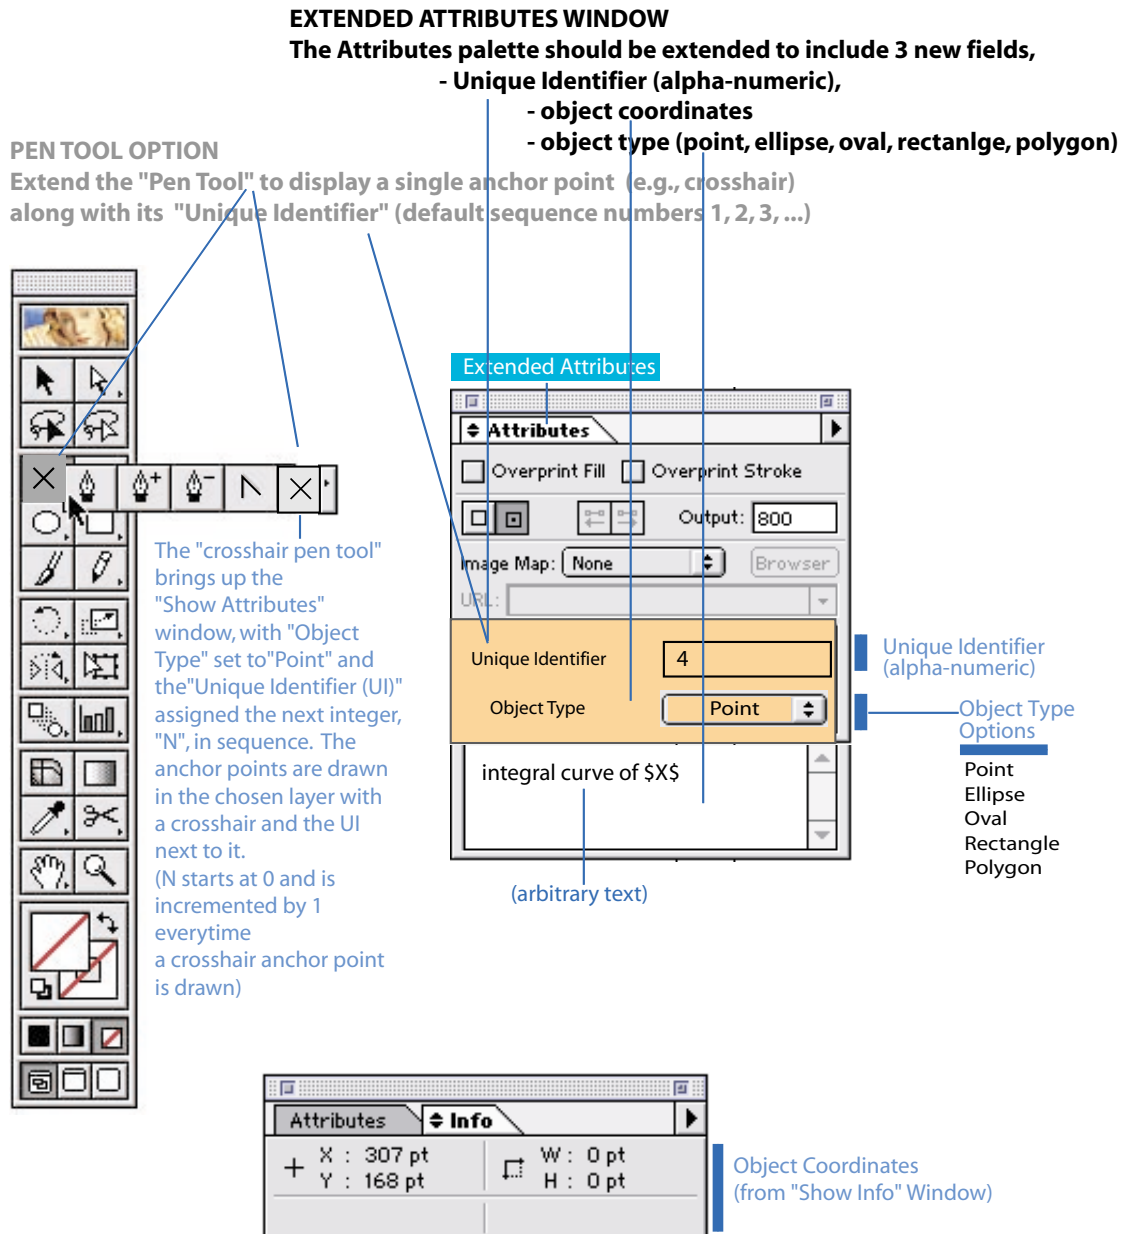 EXTENDED ATTRIBUTES WINDOW
The Attributes palette should be extended to include 3 new fields,
- Unique Identifier (alpha-numeric),
- object coordinates
- object type (point, ellipse, oval, rectanlge, polygon)
PEN TOOL OPTION
Extend the "Pen Tool" to display a single anchor point (e.g., crosshair)
along with its "Unique Identifier" (default sequence numbers 1, 2, 3, ...)
Extended Attributes
Attributes
Overprint Fill Overprint Stroke
Output: 800
Image Map: None Browser
URL:
Unique Identifier 4
Object Type Point
integral curve of $X$
(arbitrary text)
Unique Identifier
(alpha-numeric)
Object Type
Options
Point
Ellipse
Oval
Rectangle
Polygon
The "crosshair pen tool"
brings up the
"Show Attributes"
window, with "Object
Type" set to"Point" and
the"Unique Identifier (UI)"
assigned the next integer,
"N", in sequence. The
anchor points are drawn
in the chosen layer with
a crosshair and the UI
next to it.
(N starts at 0 and is
incremented by 1
everytime
a crosshair anchor point
is drawn)
Attributes Info
X : 307 pt W : 0 pt
Y : 168 pt H : 0 pt
Object Coordinates
(from "Show Info" Window)